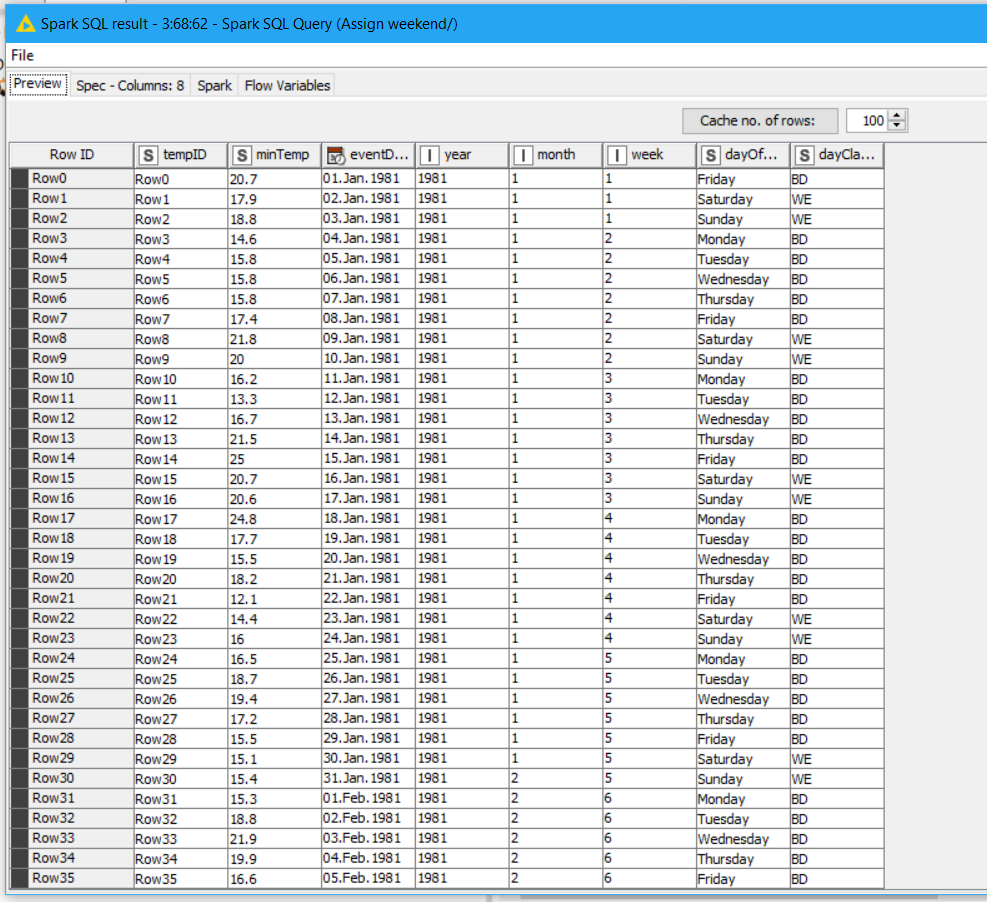 Spark SQL result - 3:68:62 - Spark SQL Query (Assign weekend/)
File
Preview Spec - Columns: 8 Spark Flow Variables
Cache no. of rows: 100
Row ID S tempID S minTemp eventD... I year I month I week S dayOf... S dayCla...
Row0 Row0 20.7 01.Jan.1981 1981 1 1 Friday BD
Row1 Row1 17.9 02.Jan.1981 1981 1 1 Saturday WE
Row2 Row2 18.8 03.Jan.1981 1981 1 1 Sunday WE
Row3 Row3 14.6 04.Jan.1981 1981 1 2 Monday BD
Row4 Row4 15.8 05.Jan.1981 1981 1 2 Tuesday BD
Row5 Row5 15.8 06.Jan.1981 1981 1 2 Wednesday BD
Row6 Row6 15.8 07.Jan.1981 1981 1 2 Thursday BD
Row7 Row7 17.4 08.Jan.1981 1981 1 2 Friday BD
Row8 Row8 21.8 09.Jan.1981 1981 1 2 Saturday WE
Row9 Row9 20 10.Jan.1981 1981 1 2 Sunday WE
Row10 Row10 16.2 11.Jan.1981 1981 1 3 Monday BD
Row11 Row11 13.3 12.Jan.1981 1981 1 3 Tuesday BD
Row12 Row12 16.7 13.Jan.1981 1981 1 3 Wednesday BD
Row13 Row13 21.5 14.Jan.1981 1981 1 3 Thursday BD
Row14 Row14 25 15.Jan.1981 1981 1 3 Friday BD
Row15 Row15 20.7 16.Jan.1981 1981 1 3 Saturday WE
Row16 Row16 20.6 17.Jan.1981 1981 1 3 Sunday WE
Row17 Row17 24.8 18.Jan.1981 1981 1 4 Monday BD
Row18 Row18 17.7 19.Jan.1981 1981 1 4 Tuesday BD
Row19 Row19 15.5 20.Jan.1981 1981 1 4 Wednesday BD
Row20 Row20 18.2 21.Jan.1981 1981 1 4 Thursday BD
Row21 Row21 12.1 22.Jan.1981 1981 1 4 Friday BD
Row22 Row22 14.4 23.Jan.1981 1981 1 4 Saturday WE
Row23 Row23 16 24.Jan.1981 1981 1 4 Sunday WE
Row24 Row24 16.5 25.Jan.1981 1981 1 5 Monday BD
Row25 Row25 18.7 26.Jan.1981 1981 1 5 Tuesday BD
Row26 Row26 19.4 27.Jan.1981 1981 1 5 Wednesday BD
Row27 Row27 17.2 28.Jan.1981 1981 1 5 Thursday BD
Row28 Row28 15.5 29.Jan.1981 1981 1 5 Friday BD
Row29 Row29 15.1 30.Jan.1981 1981 1 5 Saturday WE
Row30 Row30 15.4 31.Jan.1981 1981 2 5 Sunday WE
Row31 Row31 15.3 01.Feb.1981 1981 2 6 Monday BD
Row32 Row32 18.8 02.Feb.1981 1981 2 6 Tuesday BD
Row33 Row33 21.9 03.Feb.1981 1981 2 6 Wednesday BD
Row34 Row34 19.9 04.Feb.1981 1981 2 6 Thursday BD
Row35 Row35 16.6 05.Feb.1981 1981 2 6 Friday BD